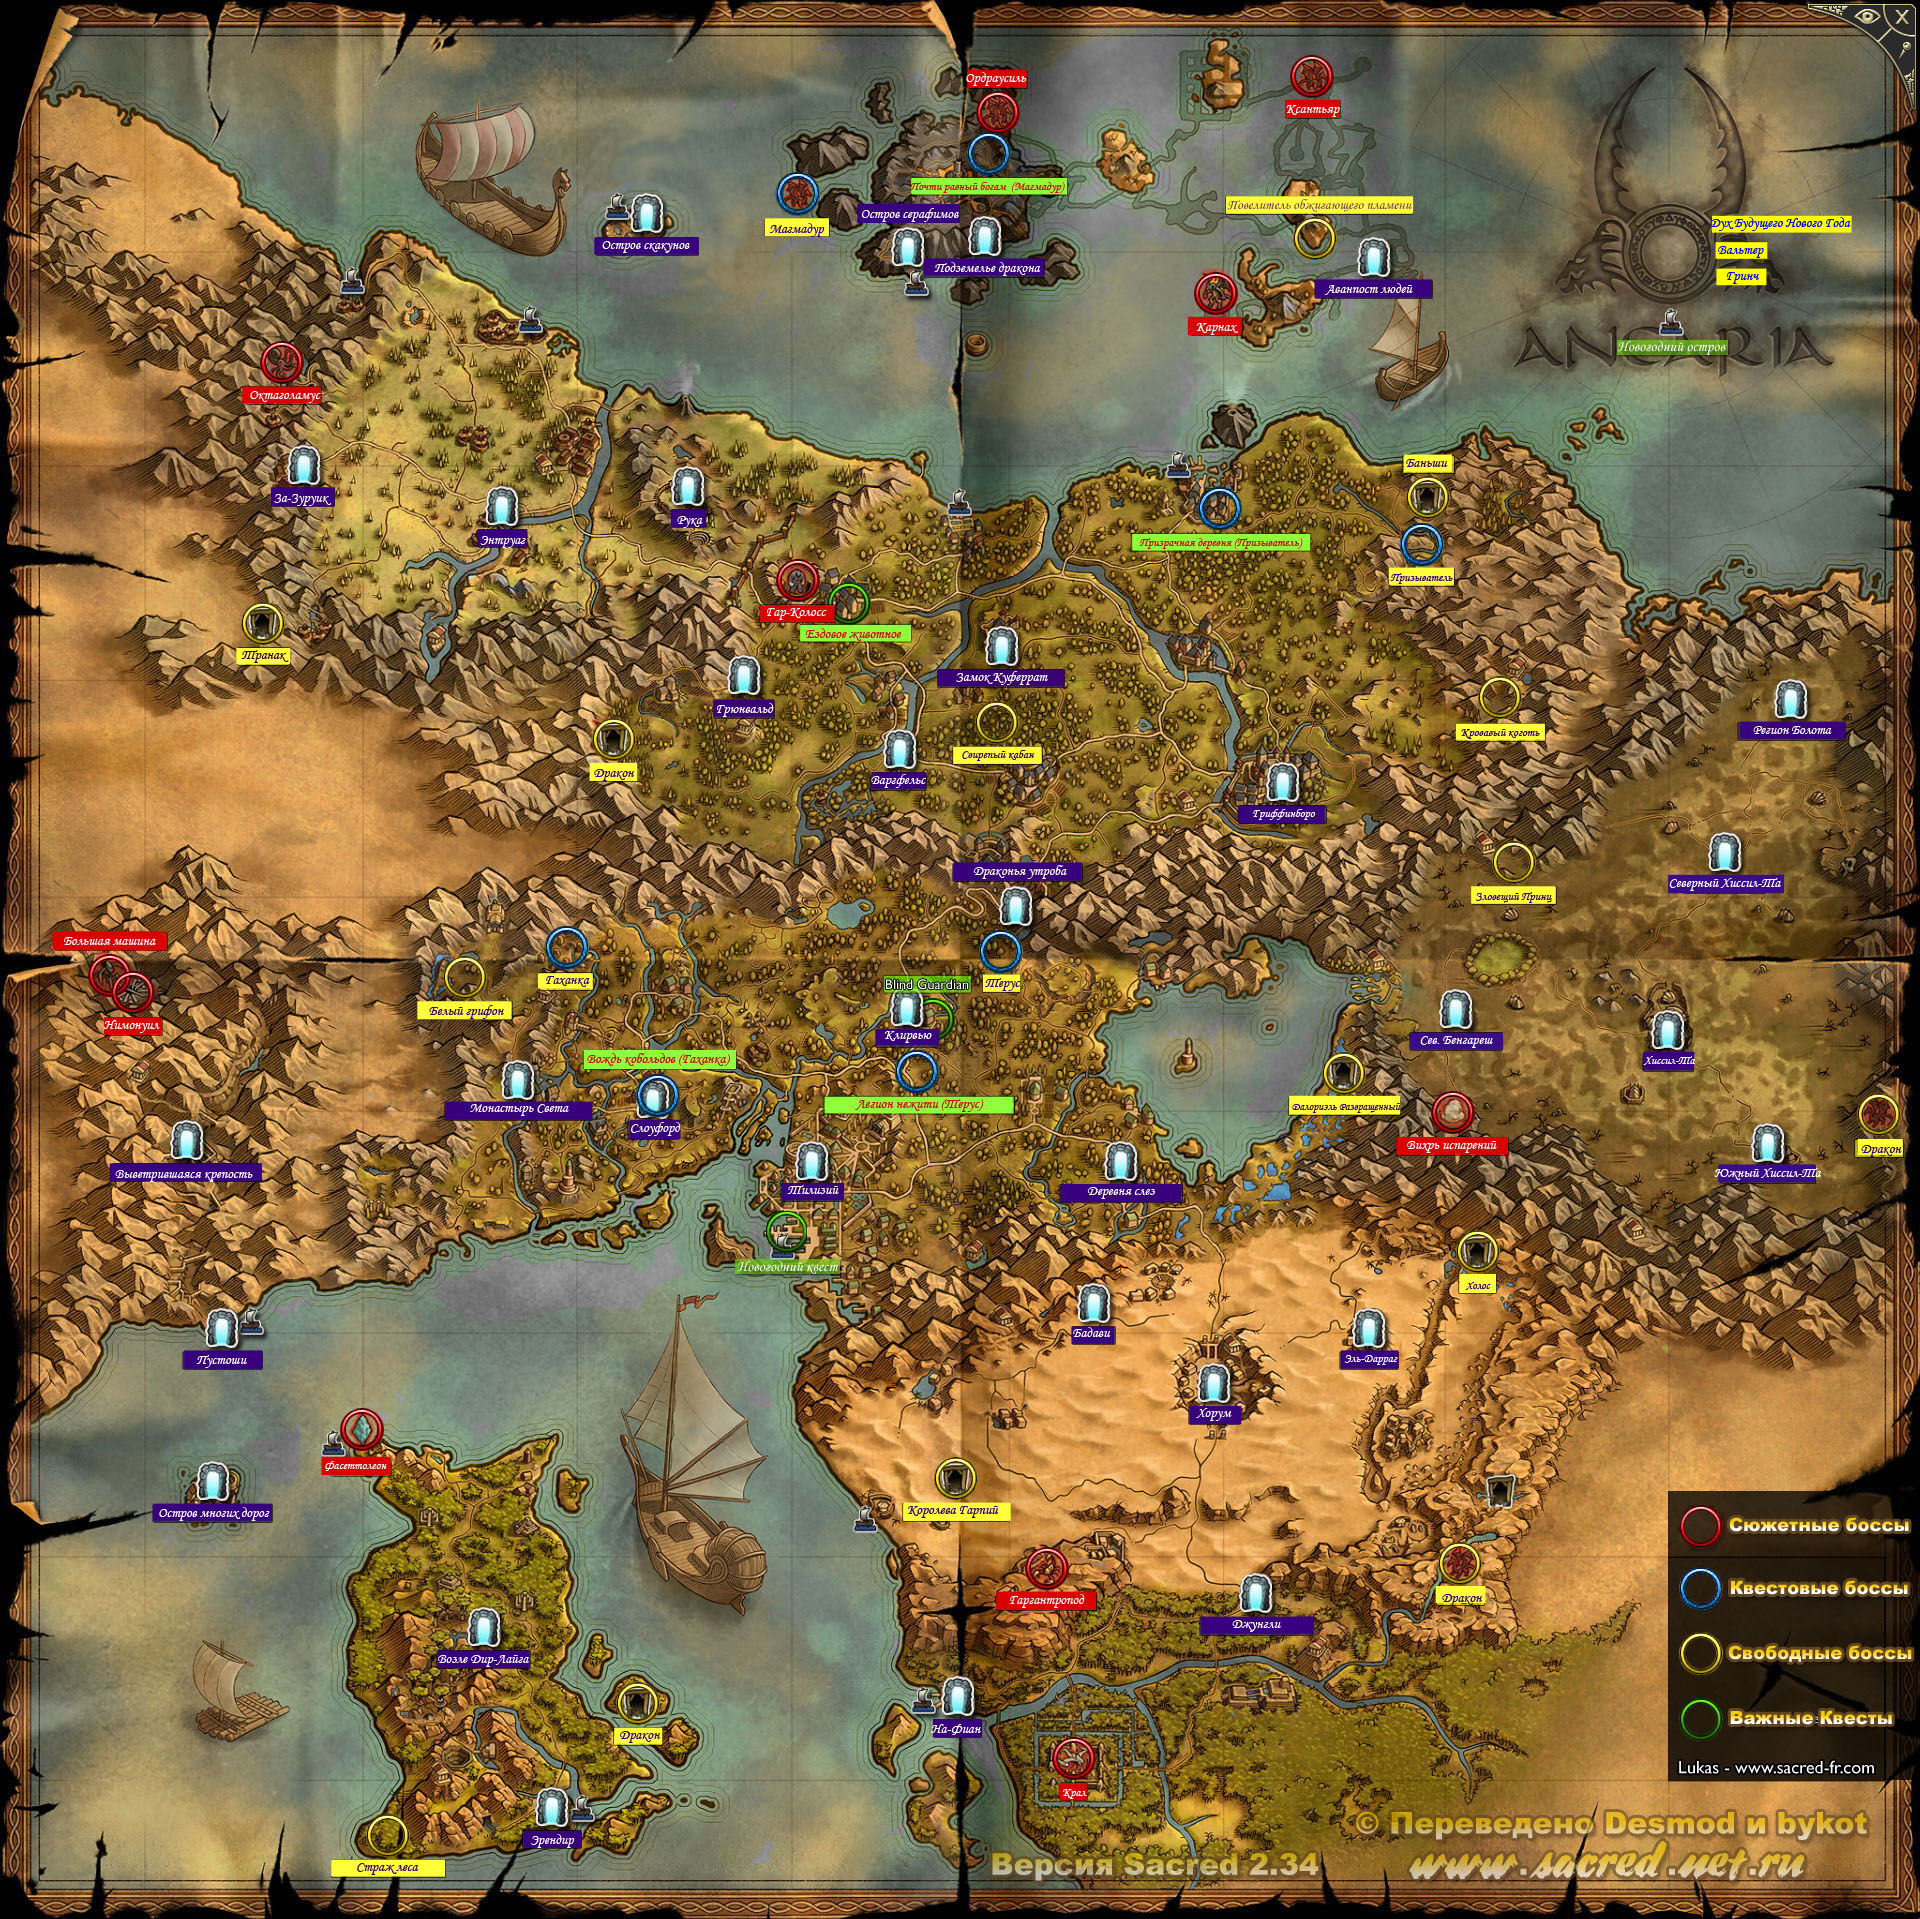 Ордраусиль
Ксантьяр
Почти равный богам (Магмадур)
Остров серафимов
Повелитель обжигающего пламени
Магмадур
Дух Будущего Нового Года
Остров скакунов
Вальтер
Подземелье дракона
Гринч
Аванпост людей
Карнах
ANCARIA
Новогодний остров
Октаголамус
Баньши
За-Зуруик
Рука
Энтруаг
Призрачная деревня (Призыватель)
Призыватель
Гар-Колосс
Ездовое животное
Транак
Замок Куферрат
Грюнвальд
Кровавый коготь
Регион Болота
Свирепый кабан
Дракон
Варгфельс
Гриффинборо
Драконья утроба
Северный Хиссил-Та
Зловещий Принц
Большая машина
Гаханка
Blind Guardian
Терус
Белый грифон
Нимонуил
Клирвью
Сев. Бенгареш
Вождь кобольдов (Гаханка)
Хиссил-Та
Монастырь Света
Легион нежити (Терус)
Далориэль Развращенный
Слоуфорд
Вихрь испарений
Дракон
Выветрившаяся крепость
Южный Хиссил-Та
Тилизий
Деревня слез
Новогодний квест
Холос
Бадави
Пустоши
Эль-Дарраг
Хорум
Фасеттолеон
Остров многих дорог
Королева Гарпий
Сюжетные боссы
Квестовые боссы
Гаргантропод
Дракон
Джунгли
Возле Дир-Лайга
Свободные боссы
На-Фиан
Дракон
Важные Квесты
Lukas - www.sacred-fr.com
Крал
© Переведено Desmod и bykot
Эрендир
Страж леса
Версия Sacred 2.34
www.sacred.net.ru